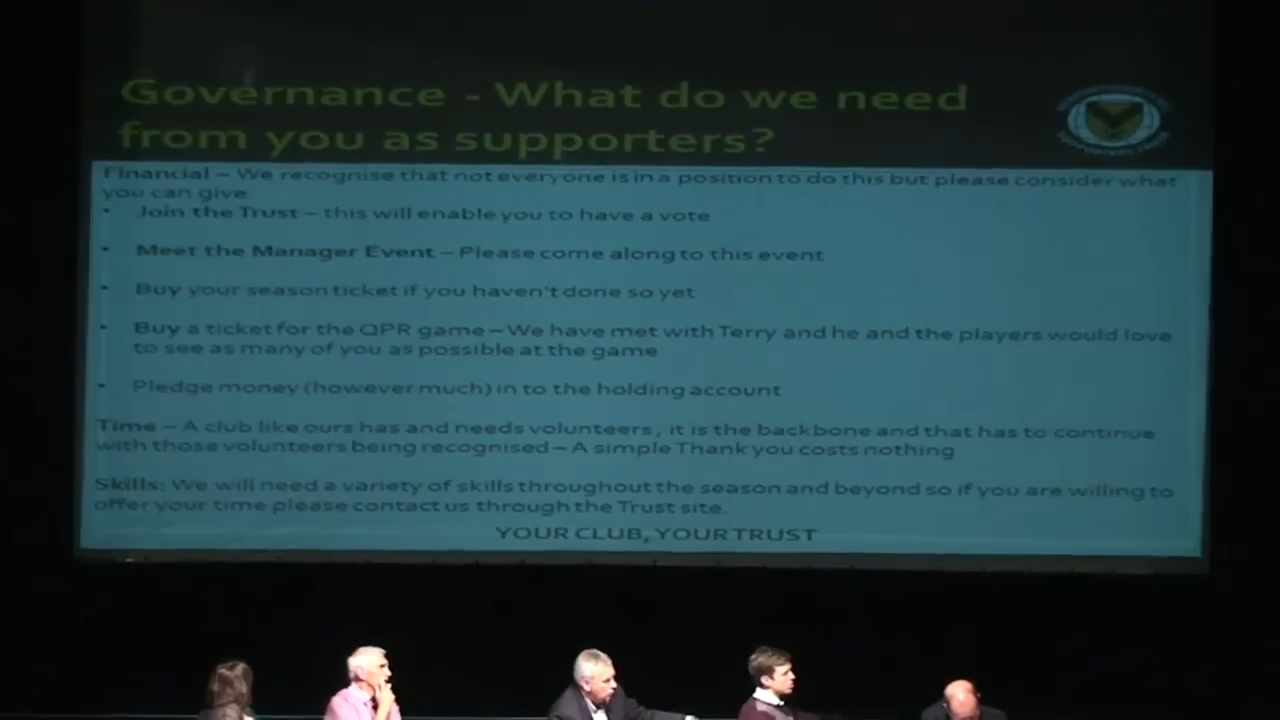 Governance - What do we need
from you as supporters?
Financial – We recognise that not everyone is in a position to do this but please consider what
you can give.
• Join the Trust – this will enable you to have a vote
• Meet the Manager Event – Please come along to this event
• Buy your season ticket if you haven't done so yet
• Buy a ticket for the QPR game – We have met with Terry and he and the players would love
to see as many of you as possible at the game
• Pledge money (however much) in to the holding account
Time – A club like ours has and needs volunteers, it is the backbone and that has to continue
with those volunteers being recognised – A simple Thank you costs nothing
Skills: We will need a variety of skills throughout the season and beyond so if you are willing to
offer your time please contact us through the Trust site.
YOUR CLUB, YOUR TRUST